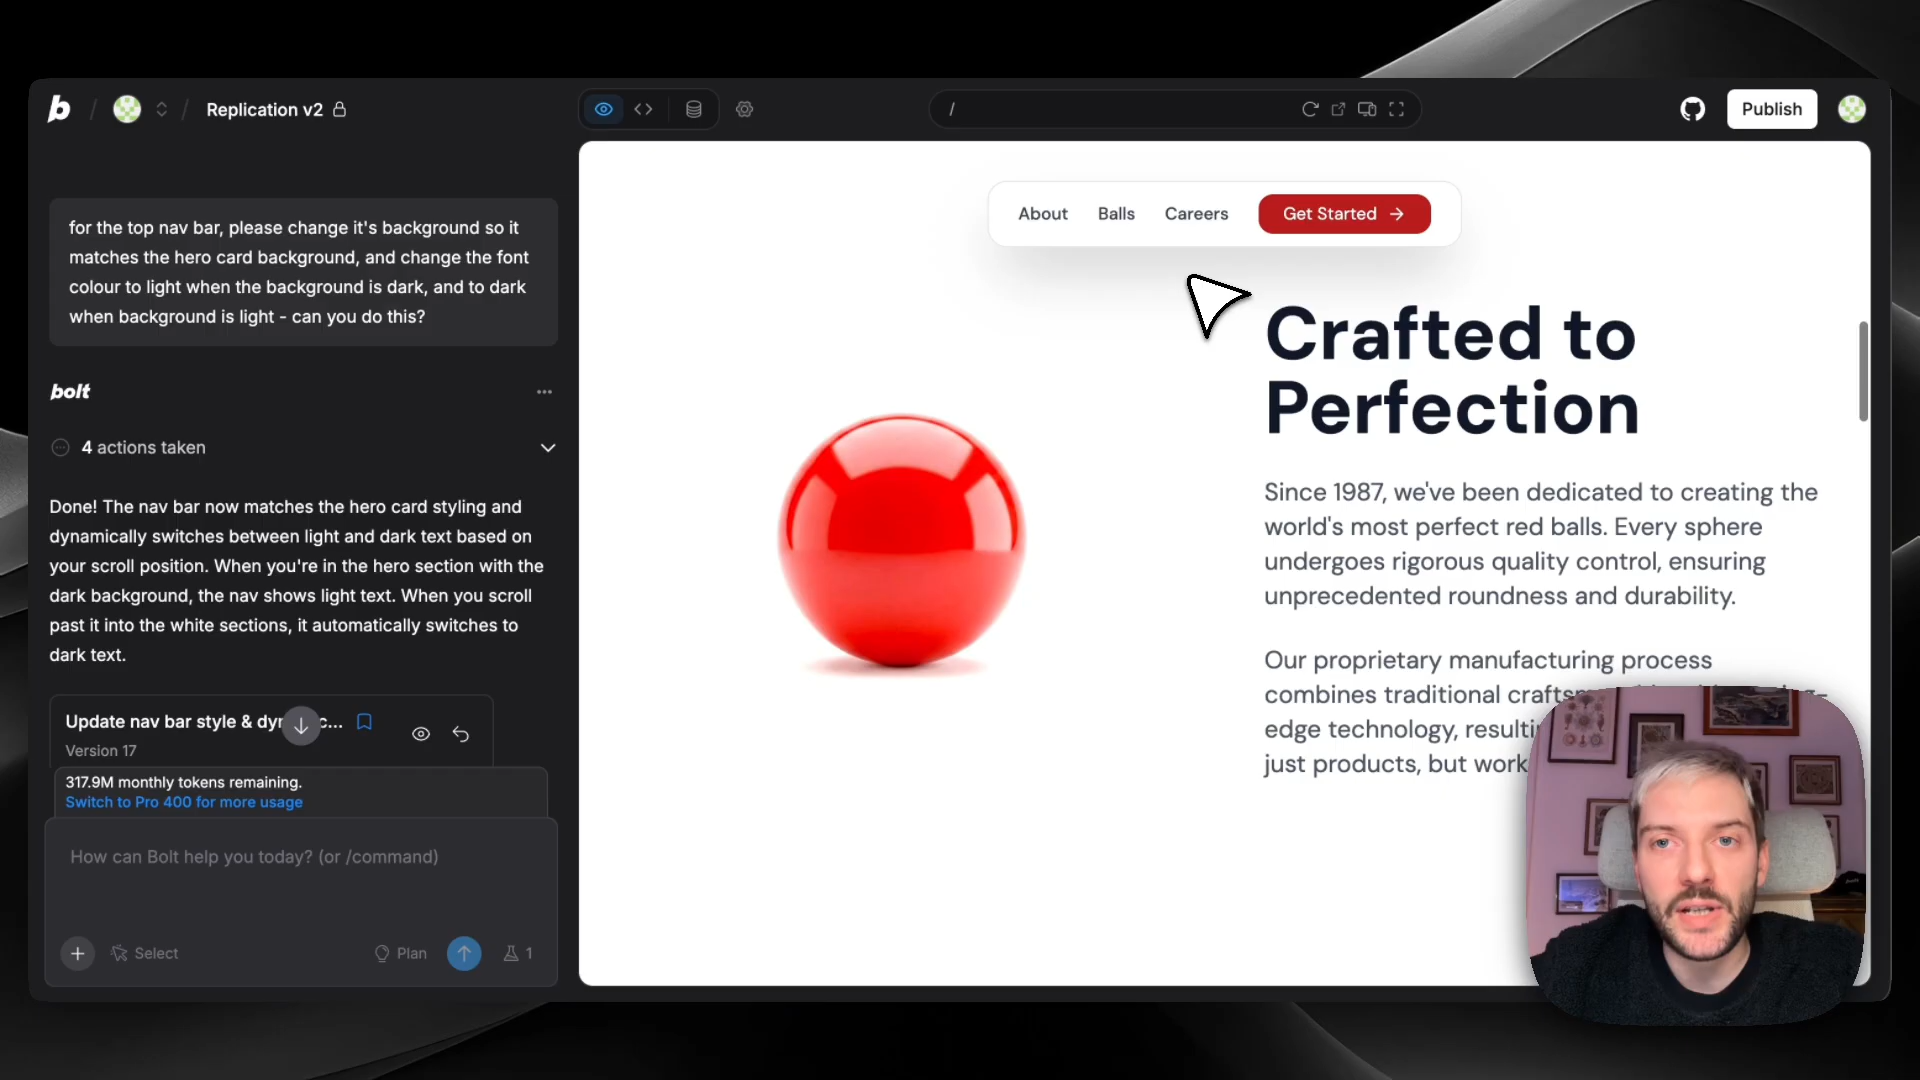 b / / Replication v2
/
Publish
for the top nav bar, please change it's background so it
matches the hero card background, and change the font
colour to light when the background is dark, and to dark
when background is light - can you do this?
bolt
4 actions taken
Done! The nav bar now matches the hero card styling and
dynamically switches between light and dark text based on
your scroll position. When you're in the hero section with the
dark background, the nav shows light text. When you scroll
past it into the white sections, it automatically switches to
dark text.
Update nav bar style &
Version 17
317.9M monthly tokens remaining.
Switch to Pro 400 for more usage
How can Bolt help you today? (or /command)
Select
Plan
1
About
Balls
Careers
Get Started
Crafted to
Perfection
Since 1987, we've been dedicated to creating the
world's most perfect red balls. Every sphere
undergoes rigorous quality control, ensuring
unprecedented roundness and durability.
Our proprietary manufacturing process
combines traditional
edge technology,
just products, but